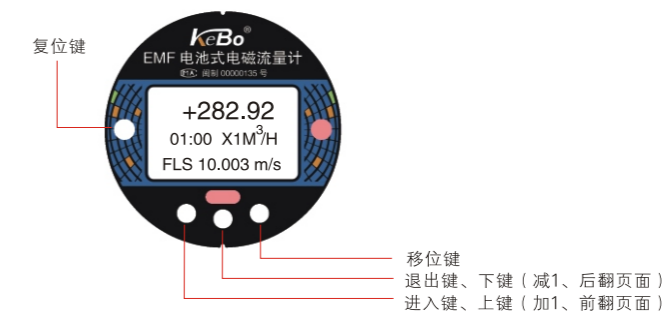 复位键
KeBo®
EMF 电池式电磁流量计
MC 闽制 00000135 号
+282.92
01:00 X1M³/H
FLS 10.003 m/s
移位键
退出键、下键（减1、后翻页面）
进入键、上键（加1、前翻页面）